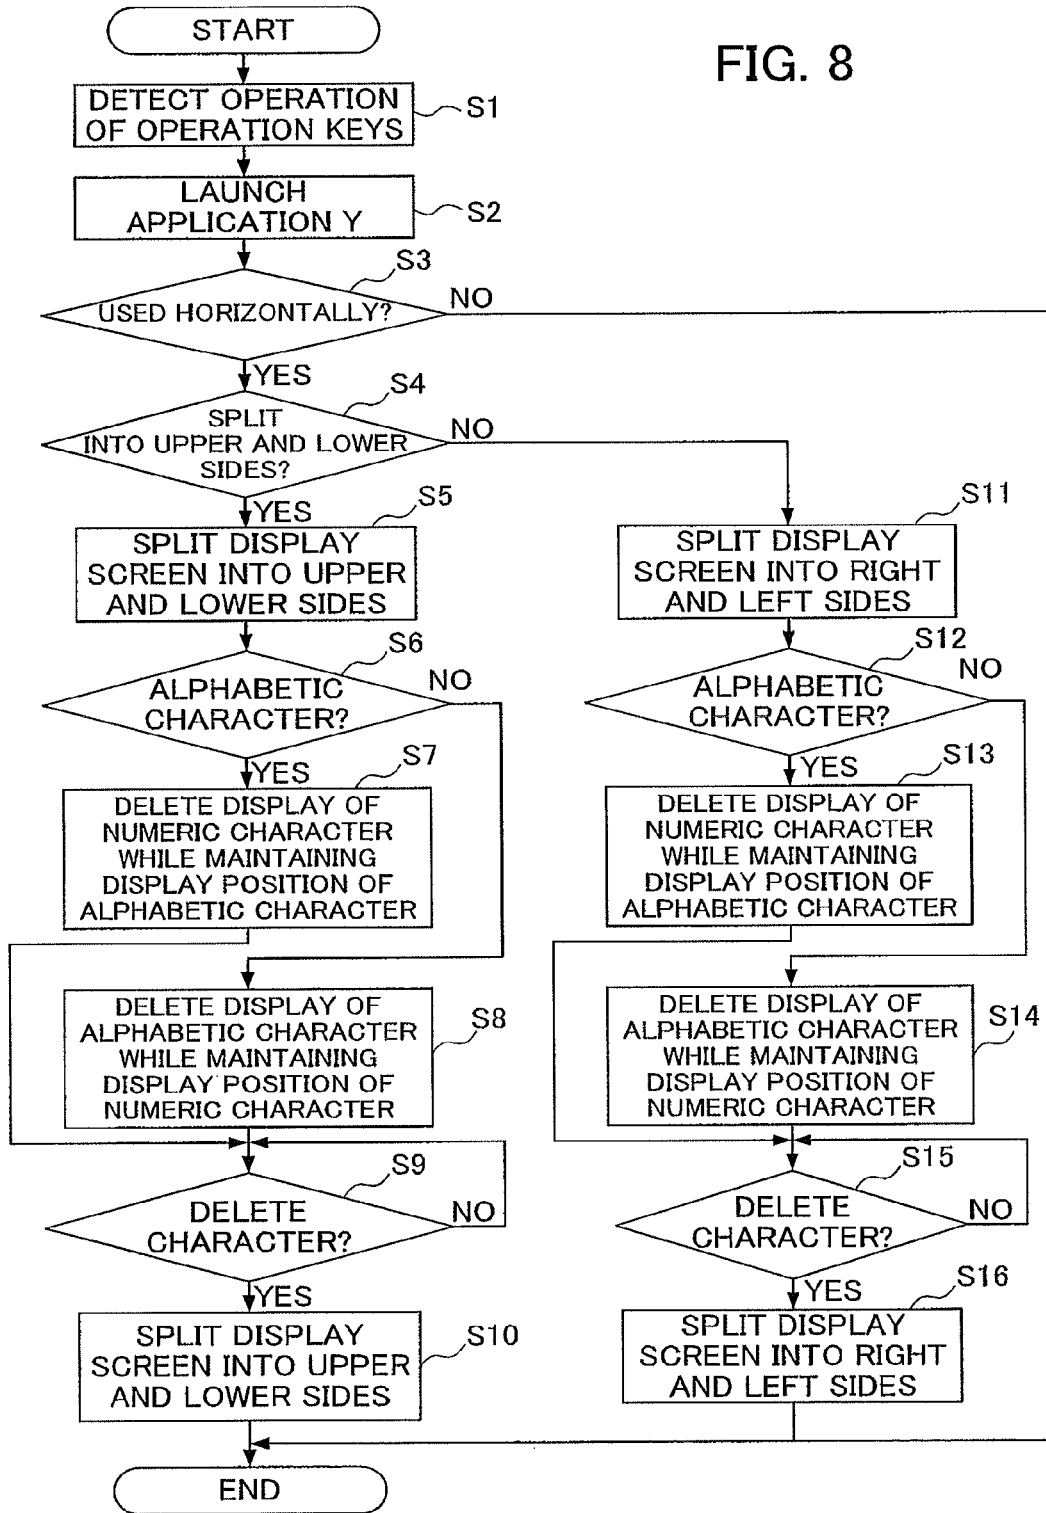 START
FIG. 8
DETECT OPERATION
OF OPERATION KEYS
S1
LAUNCH
APPLICATION Y
S2
S3
USED HORIZONTALLY?
NO
YES
S4
SPLIT
INTO UPPER AND LOWER
SIDES?
NO
YES
S5
SPLIT DISPLAY
SCREEN INTO UPPER
AND LOWER SIDES
S6
ALPHABETIC
CHARACTER?
NO
YES
S7
DELETE DISPLAY OF
NUMERIC CHARACTER
WHILE MAINTAINING
DISPLAY POSITION OF
ALPHABETIC CHARACTER
DELETE DISPLAY OF
ALPHABETIC CHARACTER
WHILE MAINTAINING
DISPLAY POSITION OF
NUMERIC CHARACTER
S8
S9
DELETE
CHARACTER?
NO
YES
SPLIT DISPLAY
SCREEN INTO UPPER
AND LOWER SIDES
S10
S11
SPLIT DISPLAY
SCREEN INTO RIGHT
AND LEFT SIDES
S12
ALPHABETIC
CHARACTER?
NO
YES
S13
DELETE DISPLAY OF
NUMERIC CHARACTER
WHILE MAINTAINING
DISPLAY POSITION OF
ALPHABETIC CHARACTER
DELETE DISPLAY OF
ALPHABETIC CHARACTER
WHILE MAINTAINING
DISPLAY POSITION OF
NUMERIC CHARACTER
S14
S15
DELETE
CHARACTER?
NO
YES
S16
SPLIT DISPLAY
SCREEN INTO RIGHT
AND LEFT SIDES
END